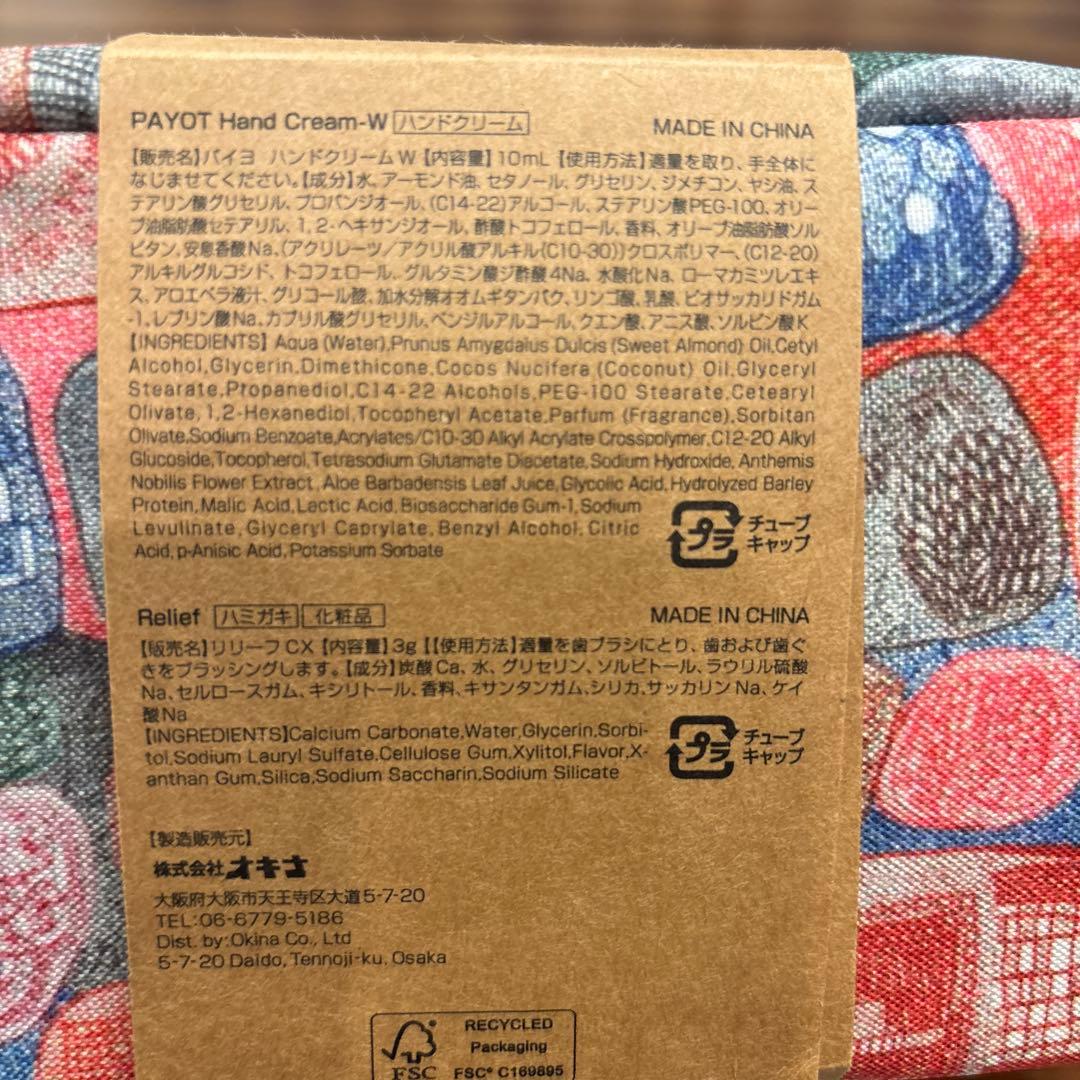 PAYOT Hand Cream-W ハンドクリーム MADE IN CHINA
【販売名】パイヨ ハンドクリームW【内容量】10mL【使用方法】適量を取り、手全体に
なじませてください。【成分】水、アーモンド油、セタノール、グリセリン、ジメチコン、ヤシ油、ス
テアリン酸グリセリル、プロパンジオール、(C14-22)アルコール、ステアリン酸PEG-100、オリー
ブ油脂肪酸セテアリル、1,2-ヘキサンジオール、酢酸トコフェロール、香料、オリーブ油脂肪酸ソル
ビタン、安息香酸Na、(アクリレーツ/アクリル酸アルキル(C10-30))クロスポリマー、(C12-20)
アルキルグルコシド、トコフェロール、グルタミン酸ジ酢酸4Na、水酸化Na、ローマカミツレエキ
ス、アロエベラ液汁、グリコール酸、加水分解オオムギタンパク、リンゴ酸、乳酸、ビオサッカリドガム
-1、レブリン酸Na、カプリル酸グリセリル、ベンジルアルコール、クエン酸、アニス酸、ソルビン酸K
【INGREDIENTS】Aqua (Water),Prunus Amygdalus Dulcis (Sweet Almond) Oil,Cetyl
Alcohol,Glycerin,Dimethicone,Cocos Nucifera (Coconut) Oil,Glyceryl
Stearate,Propanediol,C14-22 Alcohols,PEG-100 Stearate,Cetearyl
Olivate,1,2-Hexanediol,Tocopheryl Acetate,Parfum (Fragrance),Sorbitan
Olivate,Sodium Benzoate,Acrylates/C10-30 Alkyl Acrylate Crosspolymer,C12-20 Alkyl
Glucoside,Tocopherol,Tetrasodium Glutamate Diacetate,Sodium Hydroxide, Anthemis
Nobilis Flower Extract, Aloe Barbadensis Leaf Juice,Glycolic Acid,Hydrolyzed Barley
Protein,Malic Acid,Lactic Acid,Biosaccharide Gum-1,Sodium
Levulinate,Glyceryl Caprylate,Benzyl Alcohol,Citric
Acid,p-Anisic Acid,Potassium Sorbate
プラ チューブ
キャップ
Relief ハミガキ 化粧品 MADE IN CHINA
【販売名】リリーフCX【内容量】3g【【使用方法】適量を歯ブラシにとり、歯および歯ぐ
きをブラッシングします。【成分】炭酸Ca、水、グリセリン、ソルビトール、ラウリル硫酸
Na、セルロースガム、キシリトール、香料、キサンタンガム、シリカ、サッカリンNa、ケイ
酸Na
【INGREDIENTS】Calcium Carbonate,Water,Glycerin,Sorbi-
tol,Sodium Lauryl Sulfate,Cellulose Gum,Xylitol,Flavor,X-
anthan Gum,Silica,Sodium Saccharin,Sodium Silicate
プラ チューブ
キャップ
【製造販売元】
株式会社オキナ
大阪府大阪市天王寺区大道5-7-20
TEL:06-6779-5186
Dist. by:Okina Co., Ltd
5-7-20 Daido,Tennoji-ku, Osaka
RECYCLED
Packaging
FSC FSC® C169895